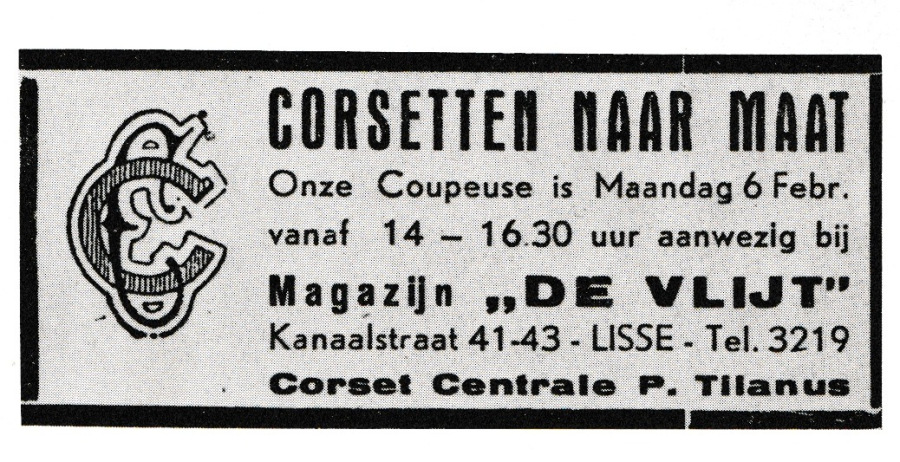 CORSETTEN NAAR MAAT
Onze Coupeuse is Maandag 6 Febr.
vanaf 14 – 16.30 uur aanwezig bij
Magazijn „DE VLIJT”
Kanaalstraat 41-43 - LISSE - Tel. 3219
Corset Centrale P. Tilanus